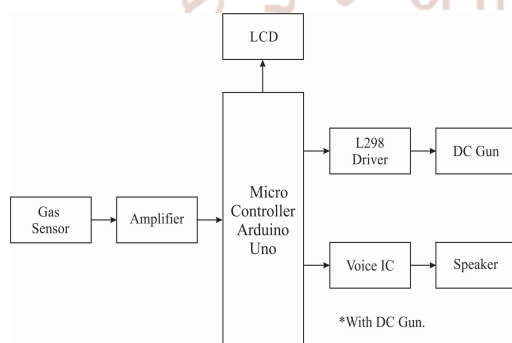 LCD
L298
Driver
DC Gun
Micro
Controller
Arduino
Uno
Gas
Sensor
Amplifier
Voice IC
Speaker
*With DC Gun.